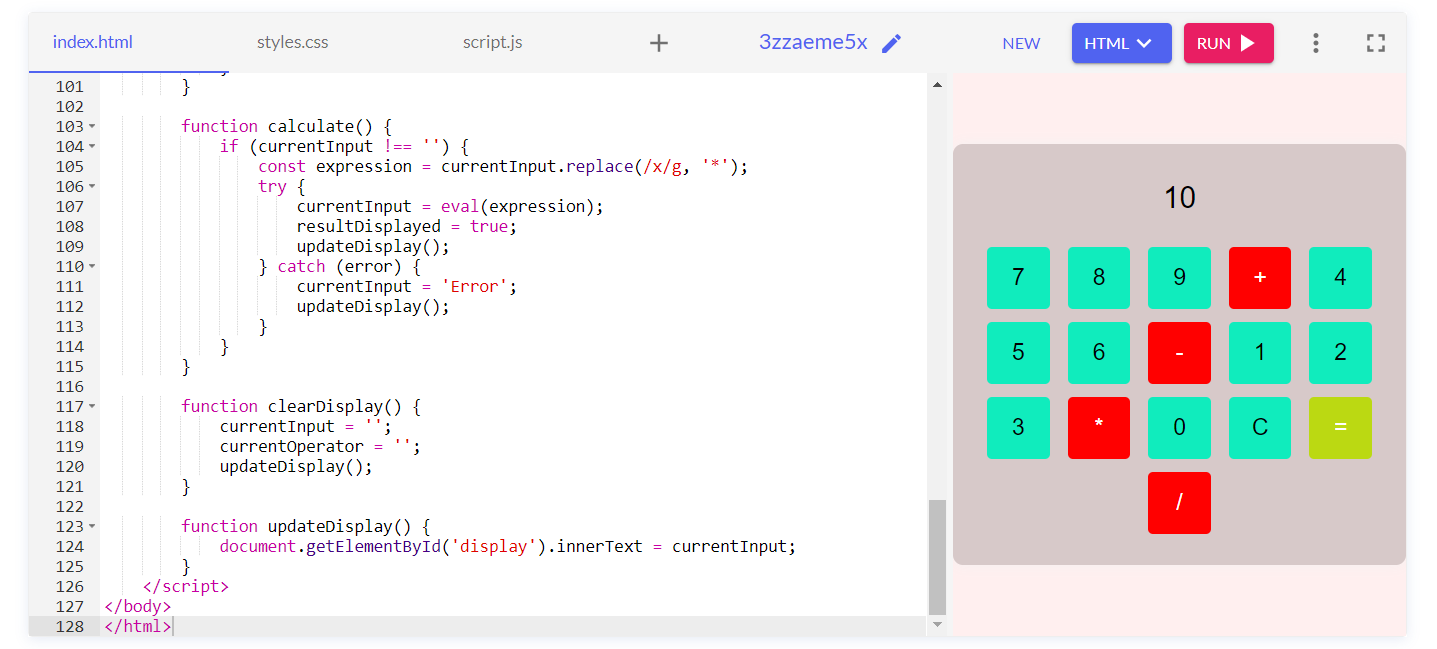 index.html styles.css script.js + 3zzaeme5x NEW HTML RUN
101 }
102
103 function calculate() {
104 if (currentInput !== '') {
105 const expression = currentInput.replace(/x/g, '*');
106 try {
107 currentInput = eval(expression);
108 resultDisplayed = true;
109 updateDisplay();
110 } catch (error) {
111 currentInput = 'Error';
112 updateDisplay();
113 }
114 }
115 }
116
117 function clearDisplay() {
118 currentInput = '';
119 currentOperator = '';
120 updateDisplay();
121 }
122
123 function updateDisplay() {
124 document.getElementById('display').innerText = currentInput;
125 }
126 </script>
127 </body>
128 </html>
10
7 8 9 + 4
5 6 - 1 2
3 * 0 C =
/